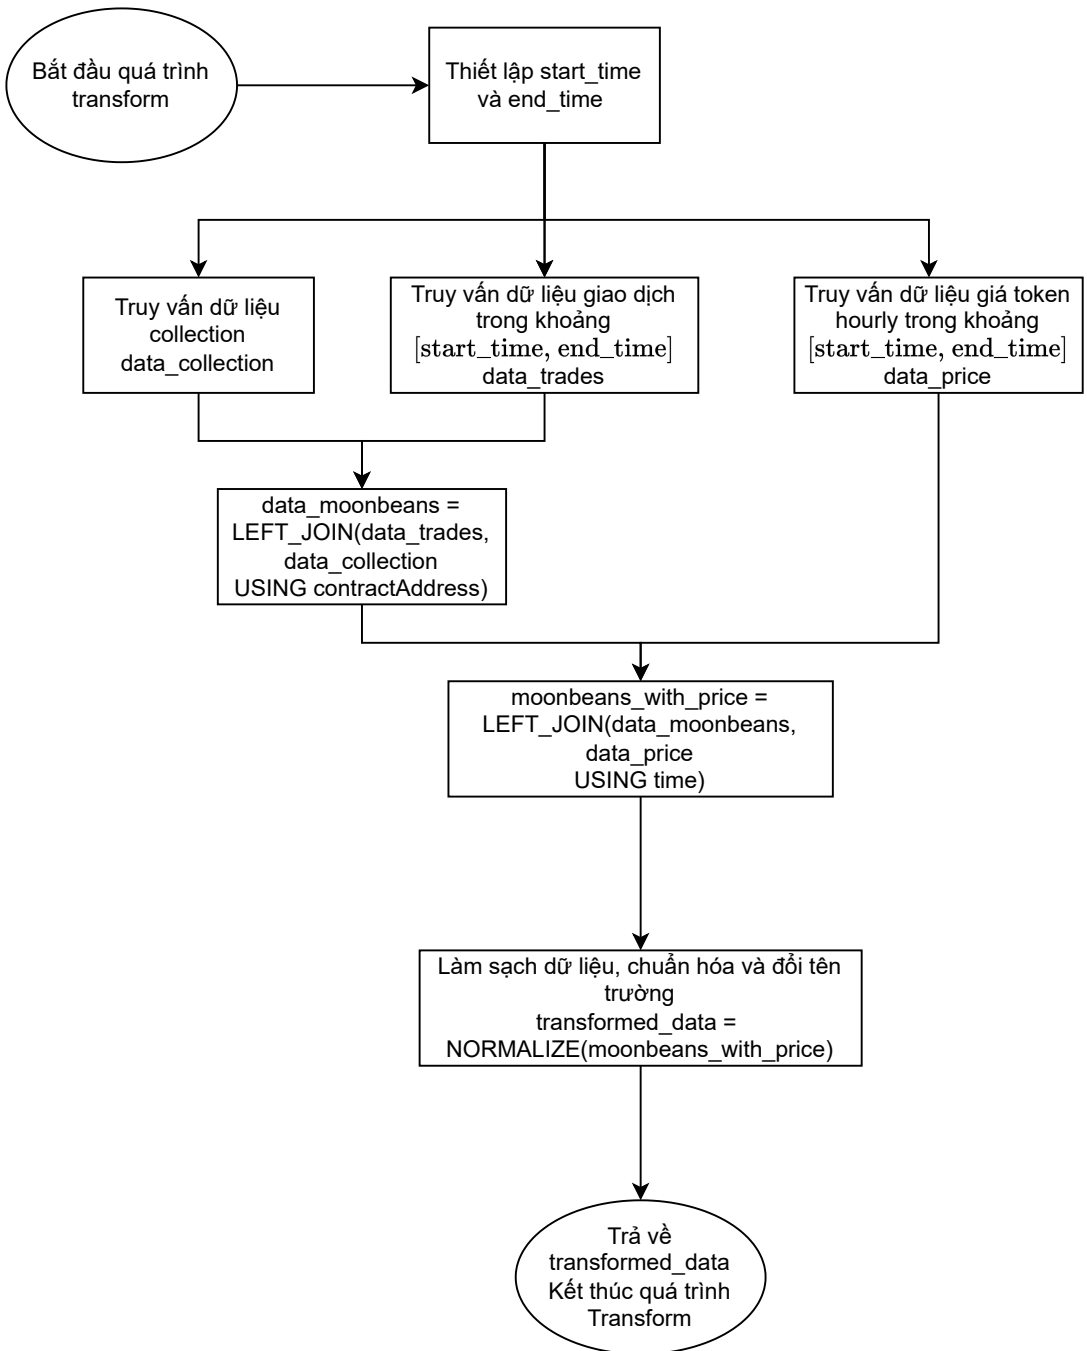 Bắt đầu quá trình
transform
Thiết lập start_time
và end_time
Truy vấn dữ liệu
collection
data_collection
Truy vấn dữ liệu giao dịch
trong khoảng
[start_time, end_time]
data_trades
Truy vấn dữ liệu giá token
hourly trong khoảng
[start_time, end_time]
data_price
data_moonbeans =
LEFT_JOIN(data_trades,
data_collection
USING contractAddress)
moonbeans_with_price =
LEFT_JOIN(data_moonbeans,
data_price
USING time)
Làm sạch dữ liệu, chuẩn hóa và đổi tên
trường
transformed_data =
NORMALIZE(moonbeans_with_price)
Trả về
transformed_data
Kết thúc quá trình
Transform